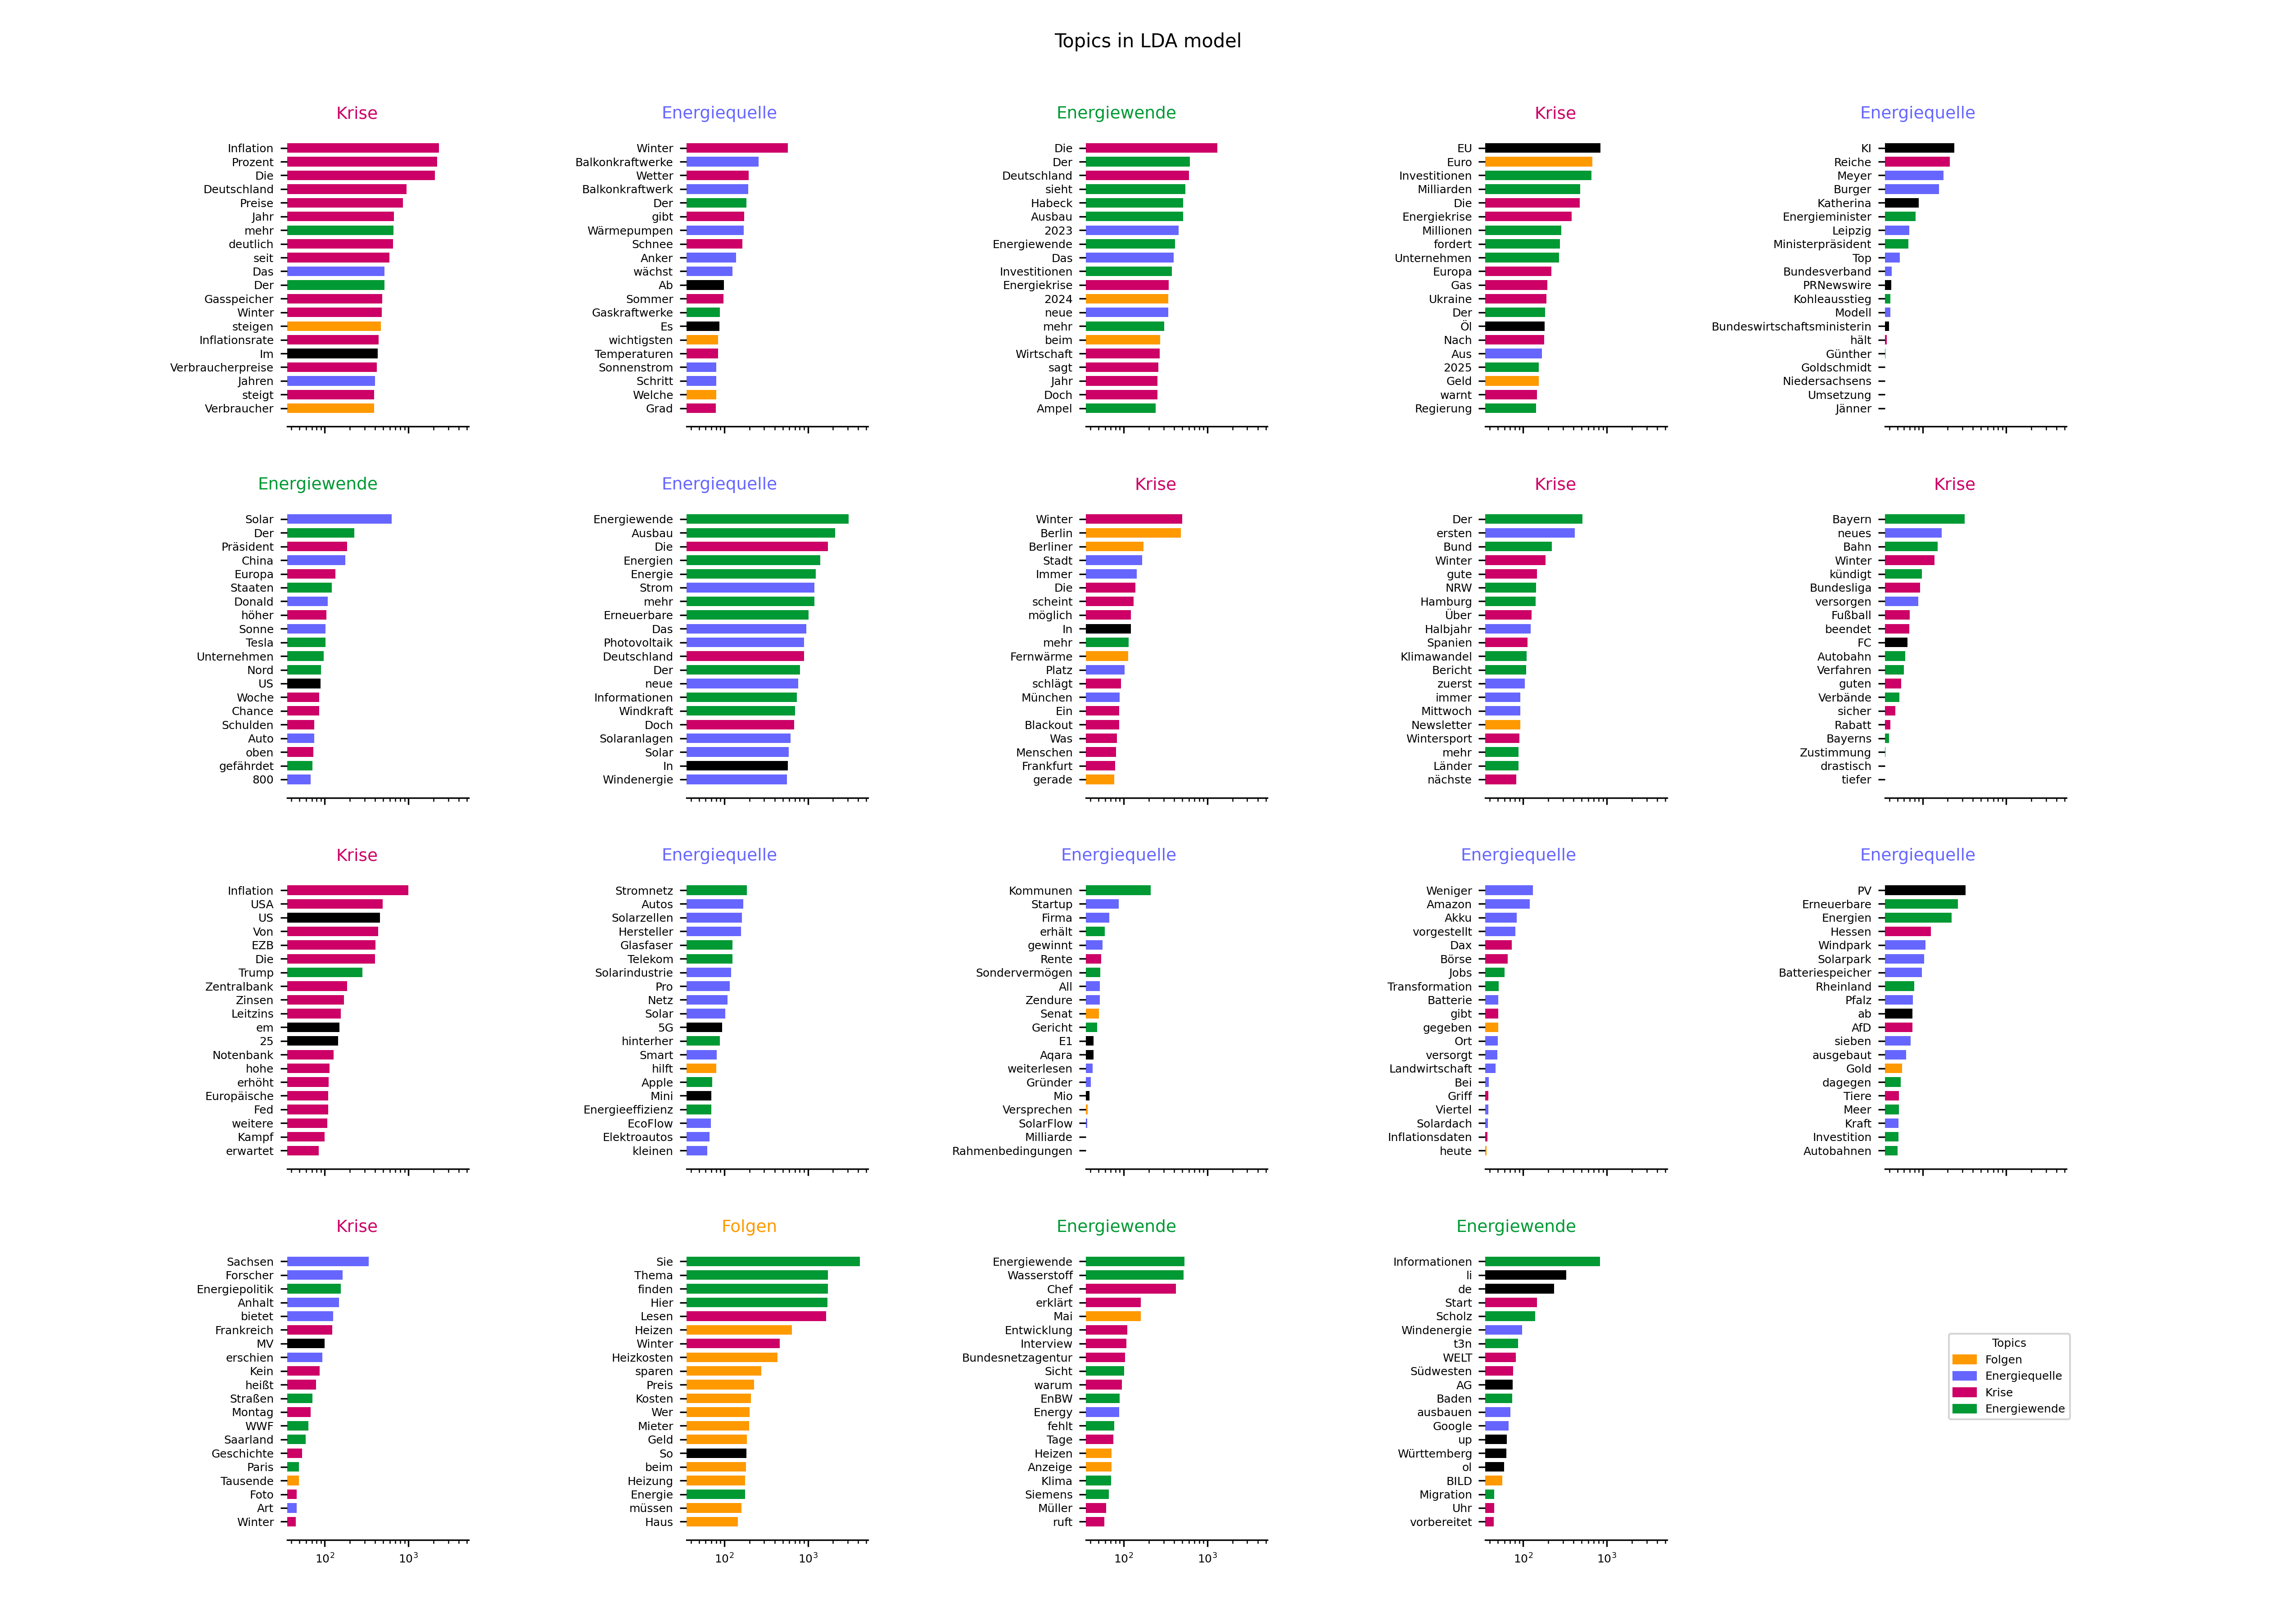 Topics in LDA model
Krise
Inflation
Prozent
Die
Deutschland
Preise
Jahr
mehr
deutlich
seit
Das
Der
Gasspeicher
Winter
steigen
Inflationsrate
Im
Verbraucherpreise
Jahren
steigt
Verbraucher
Energiequelle
Winter
Balkonkraftwerke
Wetter
Balkonkraftwerk
Der
gibt
Wärmepumpen
Schnee
Anker
wächst
Ab
Sommer
Gaskraftwerke
Es
wichtigsten
Temperaturen
Sonnenstrom
Schritt
Welche
Grad
Energiewende
Die
Der
Deutschland
sieht
Habeck
Ausbau
2023
Energiewende
Das
Investitionen
Energiekrise
2024
neue
mehr
beim
Wirtschaft
sagt
Jahr
Doch
Ampel
Krise
EU
Euro
Investitionen
Milliarden
Die
Energiekrise
Millionen
fordert
Unternehmen
Europa
Gas
Ukraine
Der
Öl
Nach
Aus
2025
Geld
warnt
Regierung
Energiequelle
KI
Reiche
Meyer
Burger
Katherina
Energieminister
Leipzig
Ministerpräsident
Top
Bundesverband
PRNewswire
Kohleausstieg
Modell
Bundeswirtschaftsministerin
hält
Günther
Goldschmidt
Niedersachsens
Umsetzung
Jänner
Energiewende
Solar
Der
Präsident
China
Europa
Staaten
Donald
höher
Sonne
Tesla
Unternehmen
Nord
US
Woche
Chance
Schulden
Auto
oben
gefährdet
800
Energiequelle
Energiewende
Ausbau
Die
Energien
Energie
Strom
mehr
Erneuerbare
Das
Photovoltaik
Deutschland
Der
neue
Informationen
Windkraft
Doch
Solaranlagen
Solar
In
Windenergie
Krise
Winter
Berlin
Berliner
Stadt
Immer
Die
scheint
möglich
In
mehr
Fernwärme
Platz
schlägt
München
Ein
Blackout
Was
Menschen
Frankfurt
gerade
Krise
Der
ersten
Bund
Winter
gute
NRW
Hamburg
Über
Halbjahr
Spanien
Klimawandel
Bericht
zuerst
immer
Mittwoch
Newsletter
Wintersport
mehr
Länder
nächste
Krise
Bayern
neues
Bahn
Winter
kündigt
Bundesliga
versorgen
Fußball
beendet
FC
Autobahn
Verfahren
guten
Verbände
sicher
Rabatt
Bayerns
Zustimmung
drastisch
tiefer
Krise
Inflation
USA
US
Von
EZB
Die
Trump
Zentralbank
Zinsen
Leitzins
em
25
Notenbank
hohe
erhöht
Europäische
Fed
weitere
Kampf
erwartet
Energiequelle
Stromnetz
Autos
Solarzellen
Hersteller
Glasfaser
Telekom
Solarindustrie
Pro
Netz
Solar
5G
hinterher
Smart
hilft
Apple
Mini
Energieeffizienz
EcoFlow
Elektroautos
kleinen
Energiequelle
Kommunen
Startup
Firma
erhält
gewinnt
Rente
Sondervermögen
All
Zendure
Senat
Gericht
E1
Aqara
weiterlesen
Gründer
Mio
Versprechen
SolarFlow
Milliarde
Rahmenbedingungen
Energiequelle
Weniger
Amazon
Akku
vorgestellt
Dax
Börse
Jobs
Transformation
Batterie
gibt
gegeben
Ort
versorgt
Landwirtschaft
Bei
Griff
Viertel
Solardach
Inflationsdaten
heute
Energiequelle
PV
Erneuerbare
Energien
Hessen
Windpark
Solarpark
Batteriespeicher
Rheinland
Pfalz
ab
AfD
sieben
ausgebaut
Gold
dagegen
Tiere
Meer
Kraft
Investition
Autobahnen
Krise
Sachsen
Forscher
Energiepolitik
Anhalt
bietet
Frankreich
MV
erschien
Kein
heißt
Straßen
Montag
WWF
Saarland
Geschichte
Paris
Tausende
Foto
Art
Winter
10²
10³
Folgen
Sie
Thema
finden
Hier
Lesen
Heizen
Winter
Heizkosten
sparen
Preis
Kosten
Wer
Mieter
Geld
So
beim
Heizung
Energie
müssen
Haus
10²
10³
Energiewende
Energiewende
Wasserstoff
Chef
erklärt
Mai
Entwicklung
Interview
Bundesnetzagentur
Sicht
warum
EnBW
Energy
fehlt
Tage
Heizen
Anzeige
Klima
Siemens
Müller
ruft
10²
10³
Energiewende
Informationen
li
de
Start
Scholz
Windenergie
t3n
WELT
Südwesten
AG
Baden
ausbauen
Google
up
Württemberg
ol
BILD
Migration
Uhr
vorbereitet
10²
10³
Topics
Folgen
Energiequelle
Krise
Energiewende